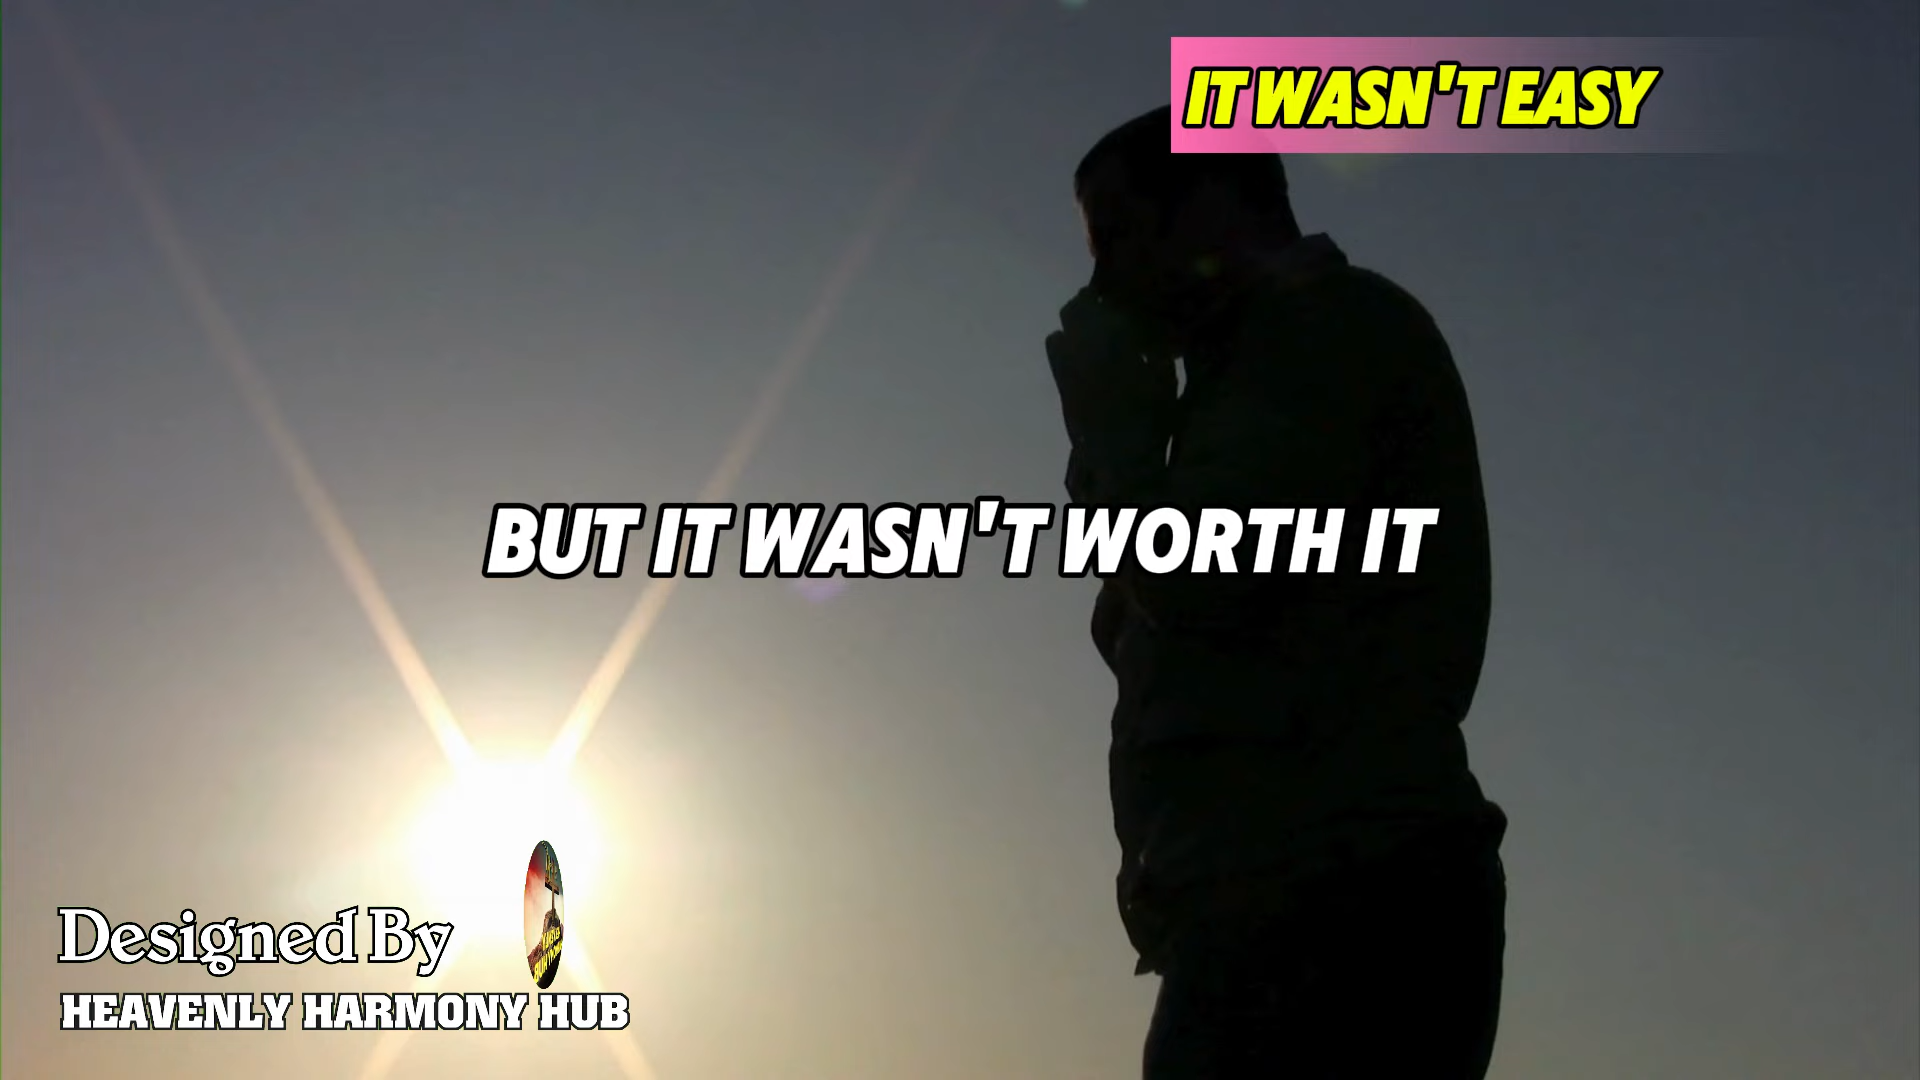 IT WASN'T EASY
BUT IT WASN'T WORTH IT
Designed By
HEAVENLY HARMONY HUB